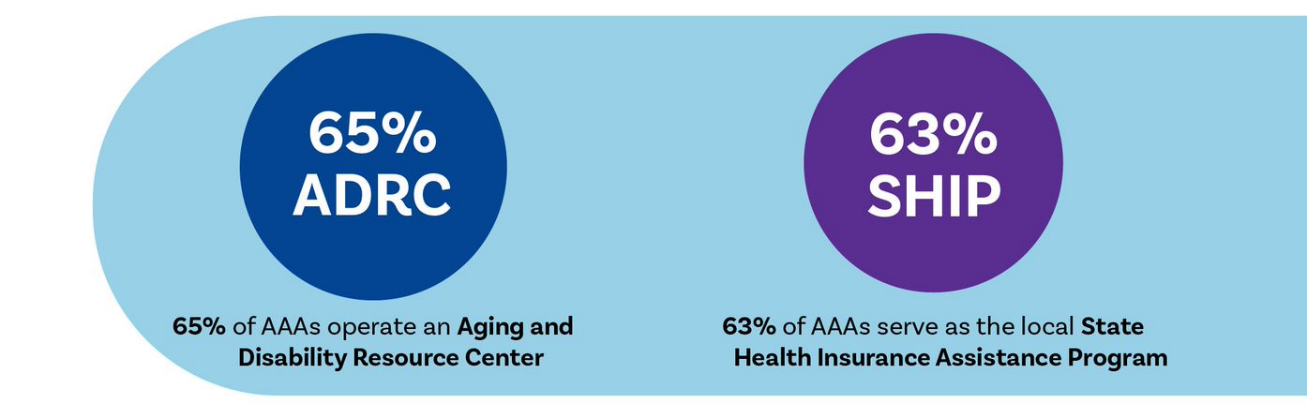 65%
ADRC
65% of AAAs operate an Aging and
Disability Resource Center
63%
SHIP
63% of AAAs serve as the local State
Health Insurance Assistance Program